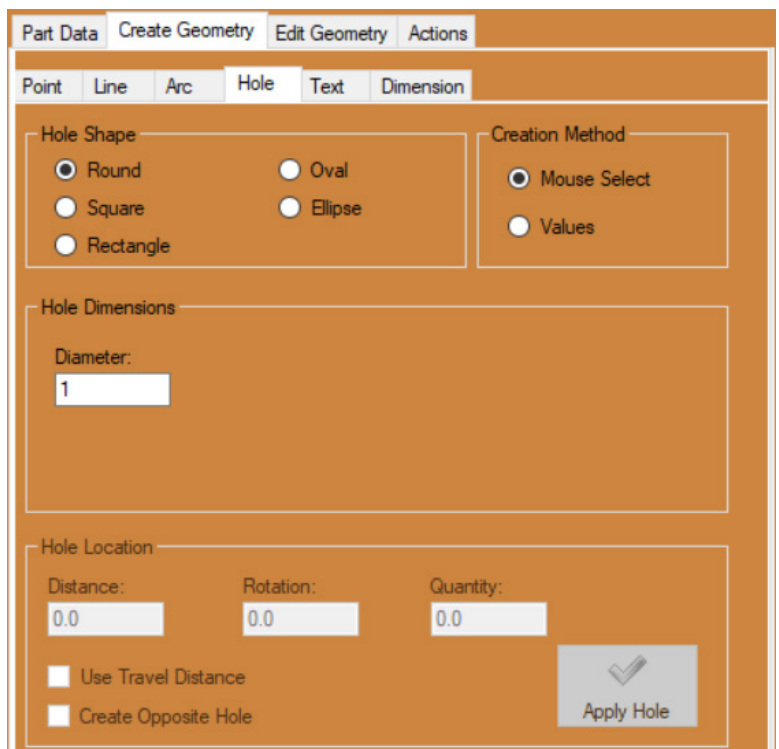 Part Data Create Geometry Edit Geometry Actions
Point Line Arc Hole Text Dimension
Hole Shape Creation Method
Round Oval Mouse Select
Square Ellipse Values
Rectangle
Hole Dimensions
Diameter:
1
Hole Location
Distance: Rotation: Quantity:
0.0 0.0 0.0
Use Travel Distance
Create Opposite Hole Apply Hole